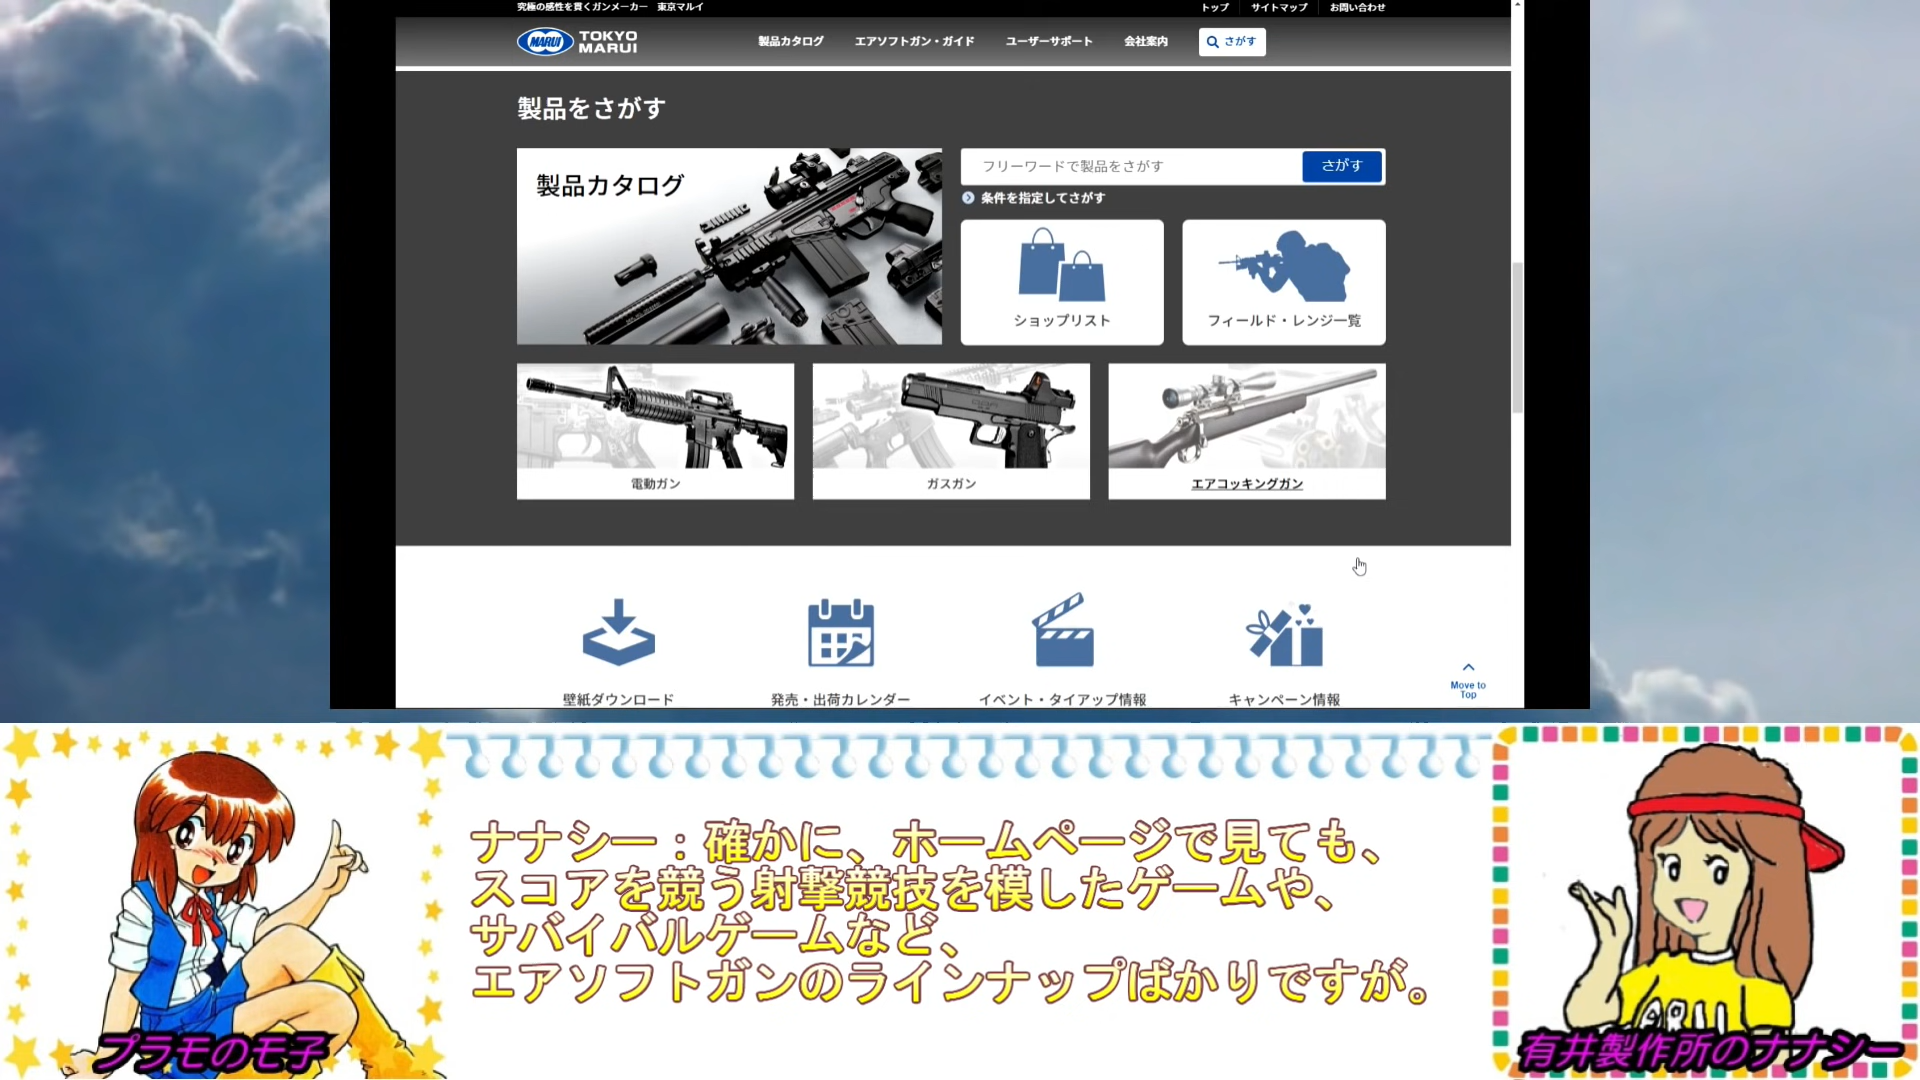 究極の感性を貫くガンメーカー　東京マルイ
トップ
サイトマップ
お問い合わせ
MARUI
TOKYO
MARUI
製品カタログ
エアソフトガン・ガイド
ユーザーサポート
会社案内
さがす
製品をさがす
製品カタログ
フリーワードで製品をさがす
さがす
条件を指定してさがす
ショップリスト
フィールド・レンジ一覧
電動ガン
ガスガン
エアコッキングガン
壁紙ダウンロード
発売・出荷カレンダー
イベント・タイアップ情報
キャンペーン情報
Move to
Top
ナナシー：確かに、ホームページで見ても、
スコアを競う射撃競技を模したゲームや、
サバイバルゲームなど、
エアソフトガンのラインナップばかりですが。
プラモのモ子
有井製作所のナナシー